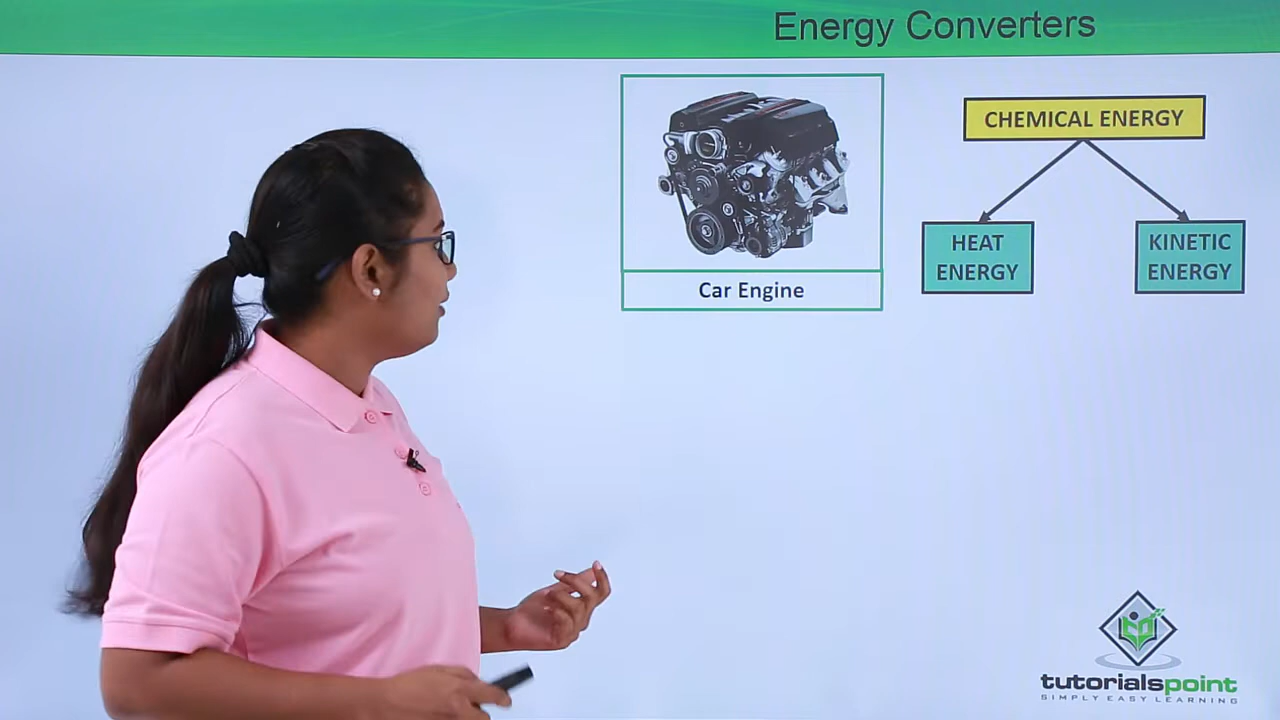 Energy Converters
CHEMICAL ENERGY
HEAT
ENERGY
KINETIC
ENERGY
Car Engine
tutorialspoint
SIMPLY EASY LEARNING